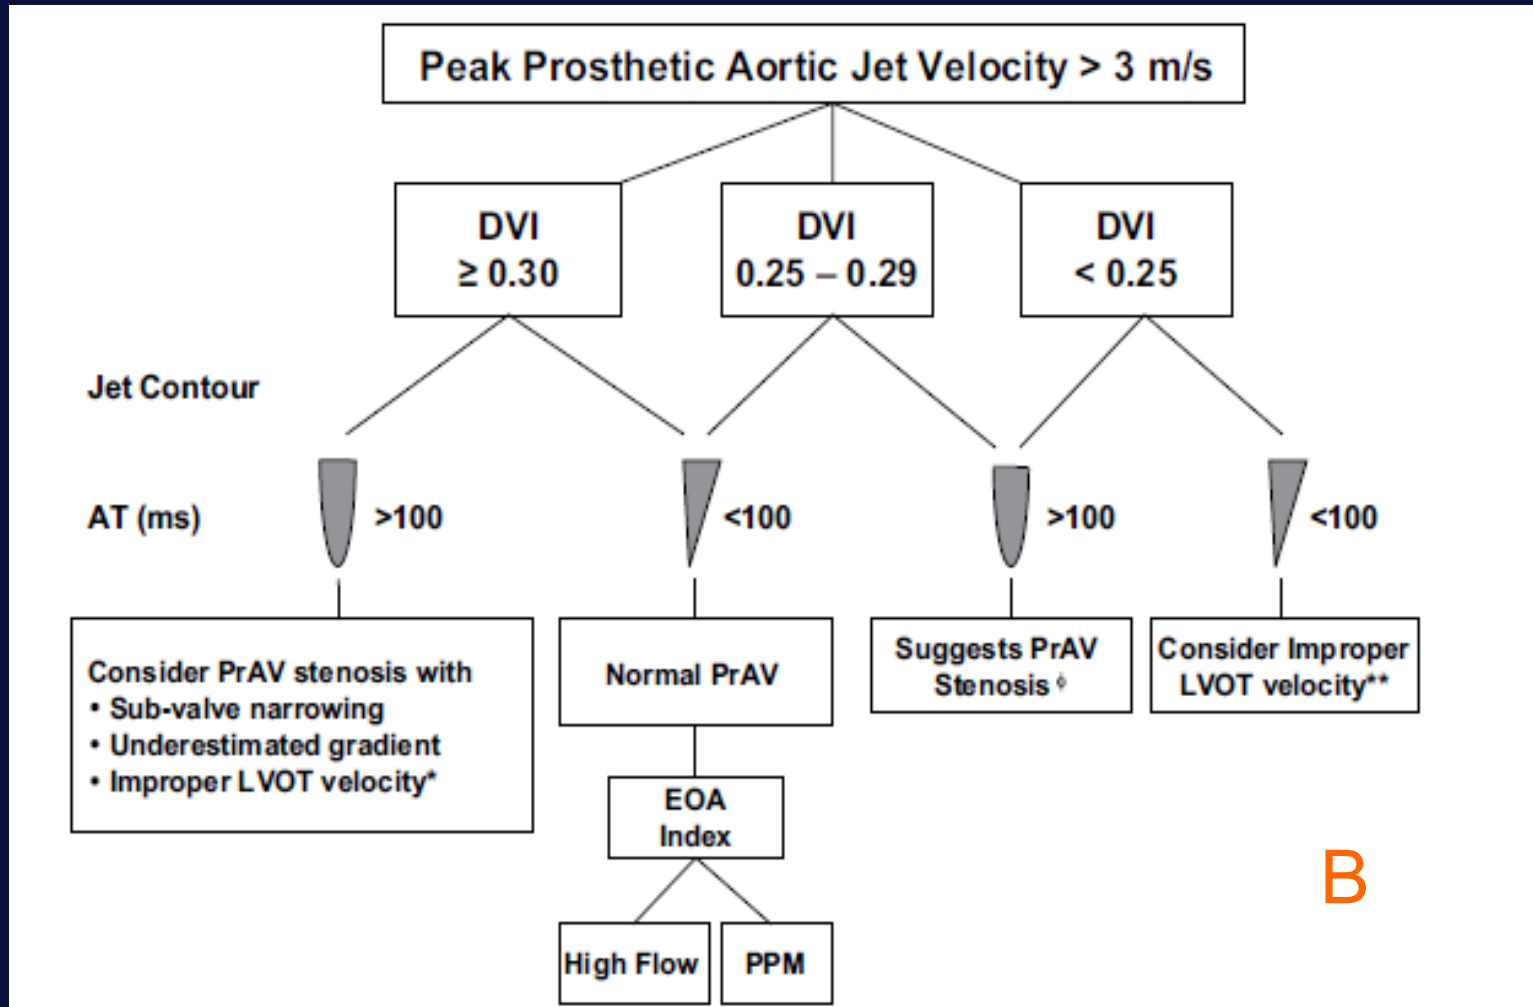 Peak Prosthetic Aortic Jet Velocity > 3 m/s
DVI
≥ 0.30
DVI
0.25 – 0.29
DVI
< 0.25
Jet Contour
AT (ms)
>100
<100
>100
<100
Consider PrAV stenosis with
• Sub-valve narrowing
• Underestimated gradient
• Improper LVOT velocity*
Normal PrAV
Suggests PrAV
Stenosis ◊
Consider Improper
LVOT velocity**
EOA
Index
High Flow
PPM
B